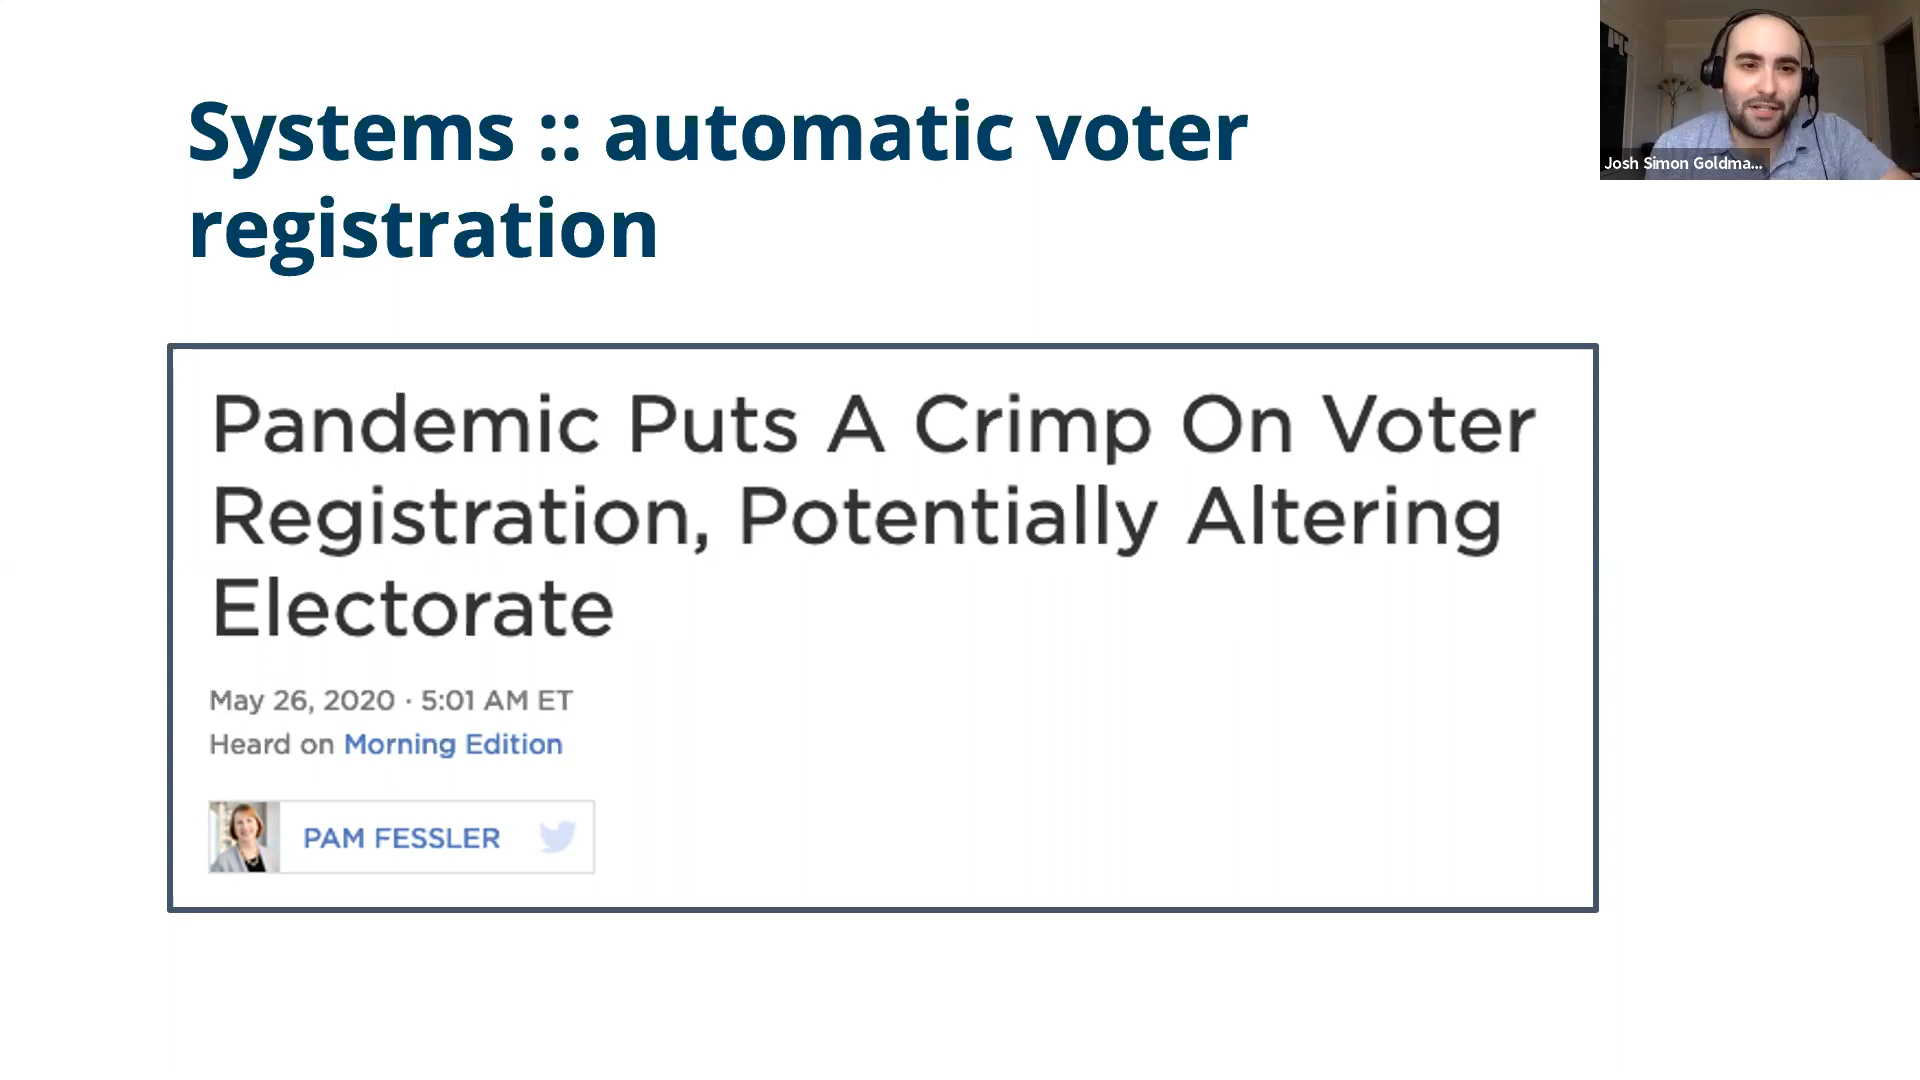 Systems :: automatic voter
registration
Josh Simon Goldma...
Pandemic Puts A Crimp On Voter
Registration, Potentially Altering
Electorate
May 26, 2020 · 5:01 AM ET
Heard on Morning Edition
PAM FESSLER